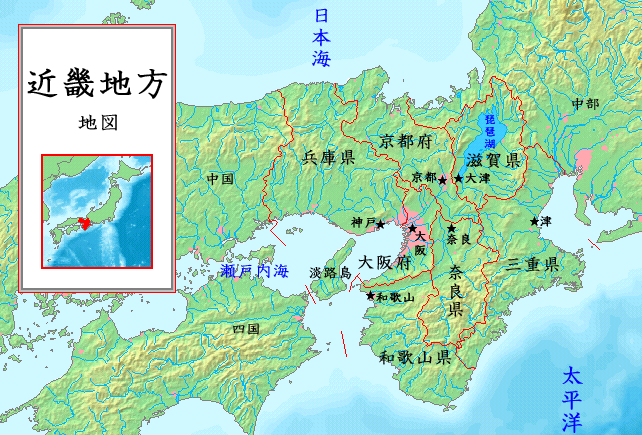 近畿地方
地図
日本海
中部
琵琶湖
京都府
兵庫県
滋賀県
京都
大津
中国
神戸
大阪
奈良
津
瀬戸内海
淡路島
大阪府
三重県
奈良県
和歌山
四国
和歌山県
太平洋